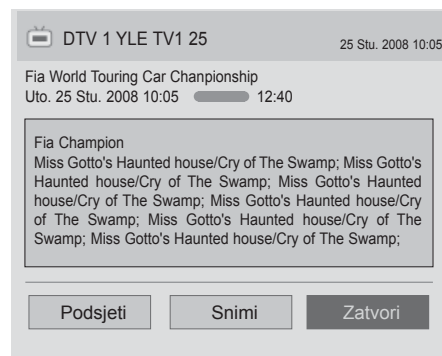 DTV 1 YLE TV1 25
25 Stu. 2008 10:05
Fia World Touring Car Chanpionship
Uto. 25 Stu. 2008 10:05 12:40
Fia Champion
Miss Gotto's Haunted house/Cry of The Swamp; Miss Gotto's
Haunted house/Cry of The Swamp; Miss Gotto's Haunted
house/Cry of The Swamp; Miss Gotto's Haunted house/Cry
of The Swamp; Miss Gotto's Haunted house/Cry of The
Swamp; Miss Gotto's Haunted house/Cry of The Swamp;
Podsjeti Snimi Zatvori